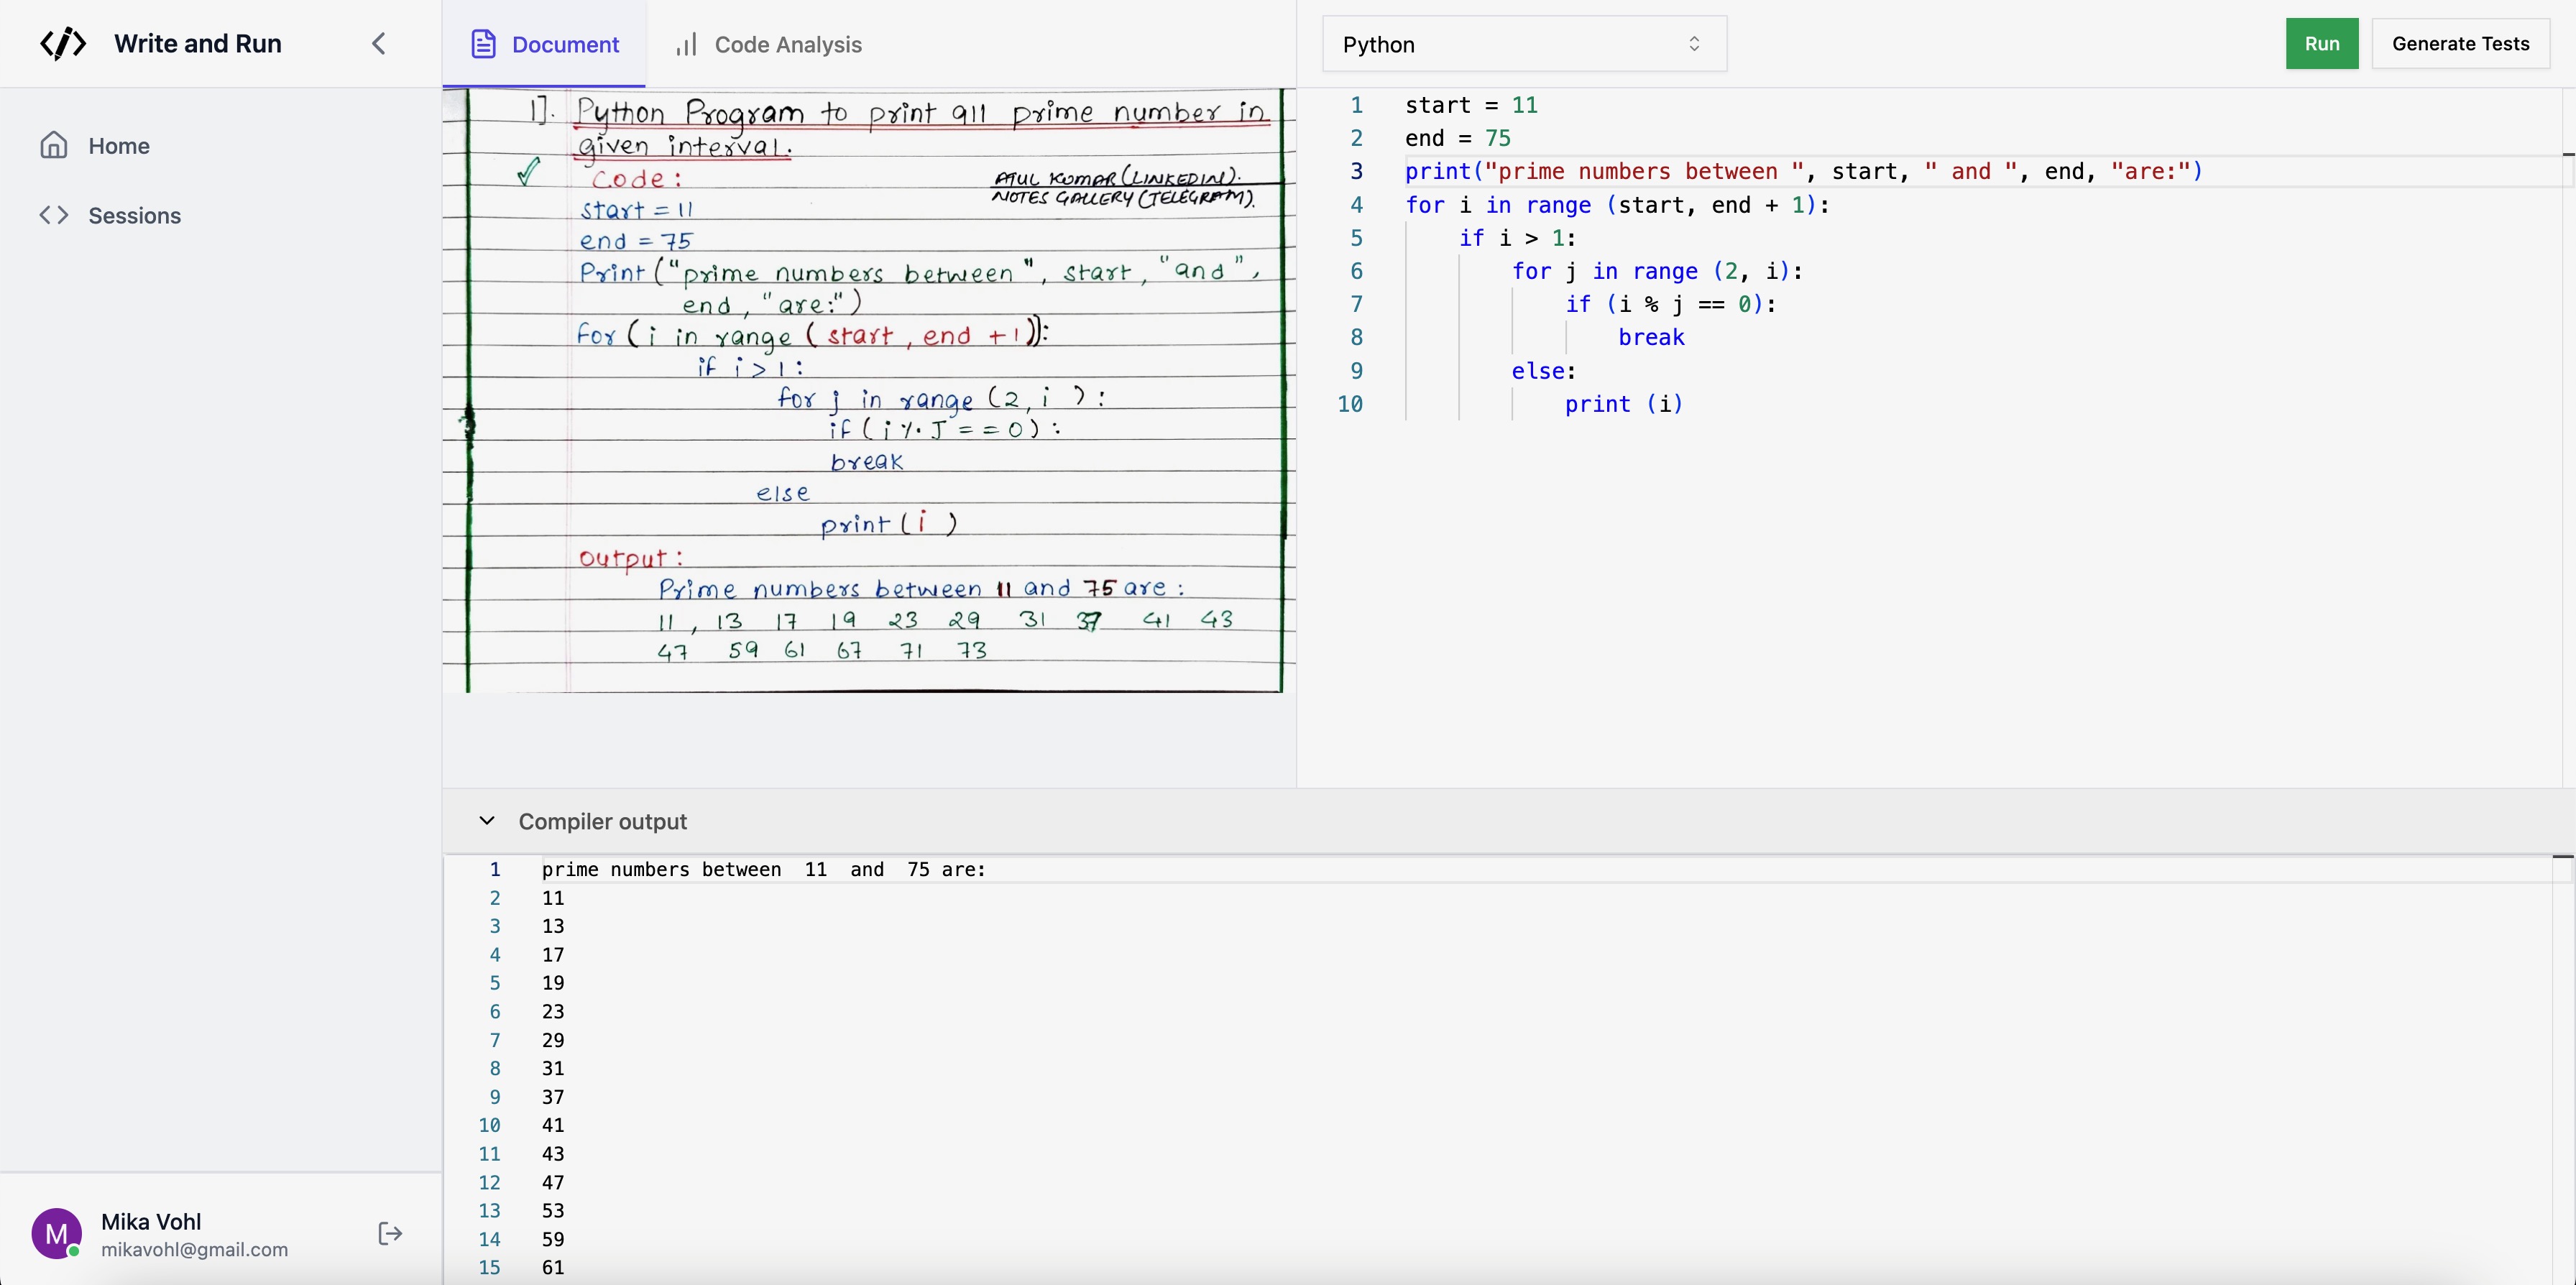 Write and Run
Home
Sessions
Mika Vohl
mikavohl@gmail.com
M
Document
Code Analysis
1]. Python Program to print all prime number in
given interval.
Code:
ATUL KUMAR (LINKEDIN).
NOTES GALLERY (TELEGRAM).
start = 11
end = 75
Print ("prime numbers between", start, "and",
end, "are:")
for (i in range (start, end +1)):
if i > 1:
for j in range (2, i ):
if (i % J == 0):
break
else
print (i )
output:
Prime numbers between 11 and 75 are:
11 , 13 17 19 23 29 31 37 41 43
47 59 61 67 71 73
Python
Run
Generate Tests
1 start = 11
2 end = 75
3 print("prime numbers between ", start, " and ", end, "are:")
4 for i in range (start, end + 1):
5 if i > 1:
6 for j in range (2, i):
7 if (i % j == 0):
8 break
9 else:
10 print (i)
Compiler output
1 prime numbers between  11  and  75 are:
2 11
3 13
4 17
5 19
6 23
7 29
8 31
9 37
10 41
11 43
12 47
13 53
14 59
15 61